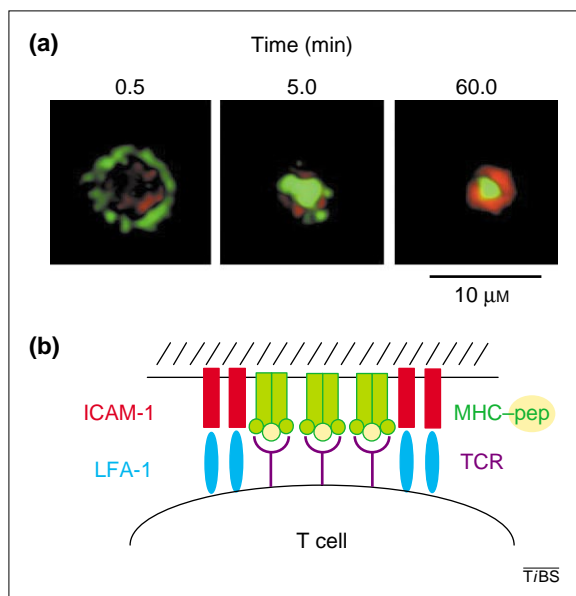 (a)
Time (min)
0.5 5.0 60.0
10 μM
(b)
ICAM-1 MHC–pep
LFA-1 TCR
T cell
TiBS